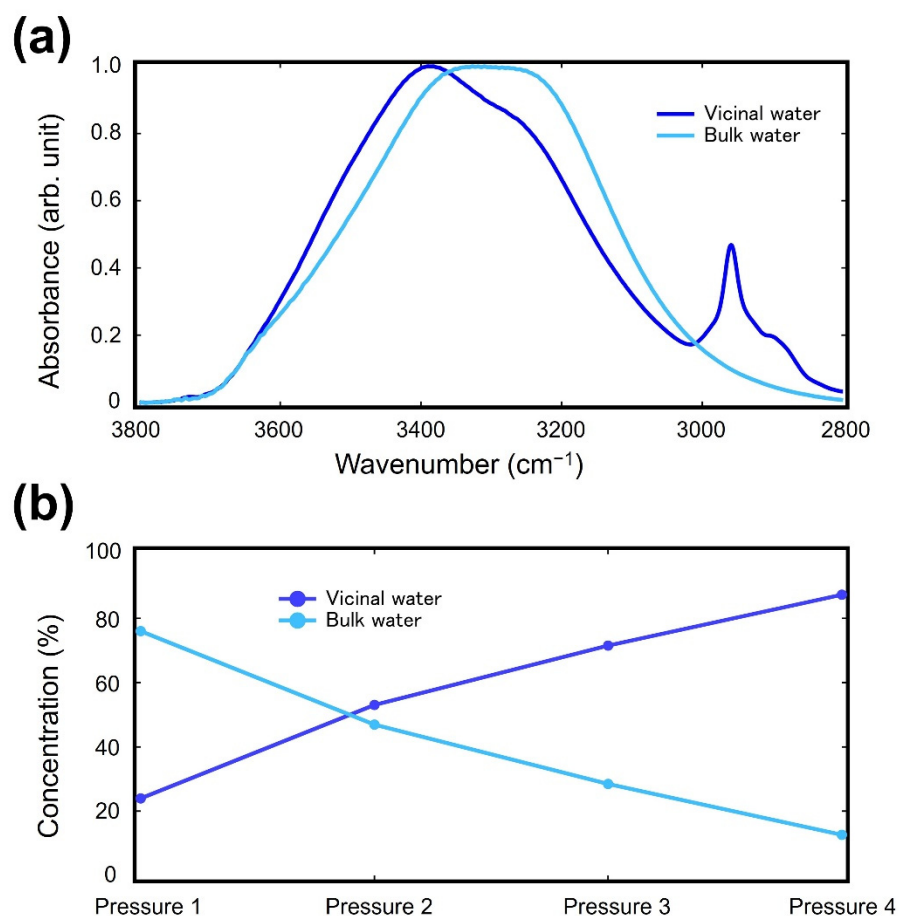 (a)
1.0
0.8
0.6
0.4
0.2
0
Absorbance (arb. unit)
Vicinal water
Bulk water
3800 3600 3400 3200 3000 2800
Wavenumber (cm⁻¹)
(b)
100
80
60
40
20
0
Concentration (%)
Vicinal water
Bulk water
Pressure 1 Pressure 2 Pressure 3 Pressure 4